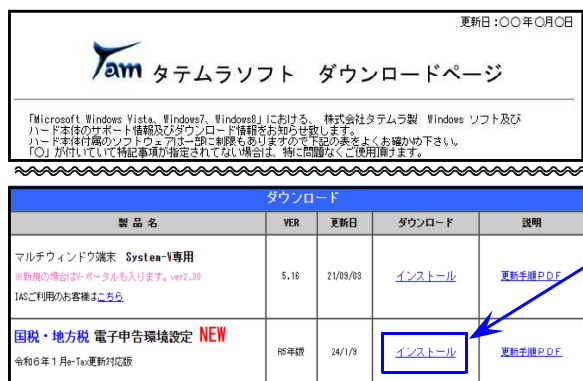 更新日:〇〇年〇月〇日
Tam タテムラソフト ダウンロードページ
「Microsoft Windows Vista、Windows7、Windows8」における、 株式会社タテムラ製 Windows ソフト及び
ハード本体のサポート情報及びダウンロード情報をお知らせ致します。
ハード本体付属のソフトウェアは一部に制限もありますので下記の表をよくお確かめ下さい。
「〇」が付いていて特記事項が指定されてない場合は、特に問題なくご使用頂けます。
ダウンロード
製品名 VER 更新日 ダウンロード 説明
マルチウィンドウ端末 System-V専用
※新規の場合はV-ポータルも入ります。ver2.30
IASご利用のお客様はこちら
5.16 21/09/03 インストール 更新手順PDF
国税・地方税 電子申告環境設定 NEW
令和6年1月e-Tax更新対応版
R5年版 24/1/9 インストール 更新手順PDF